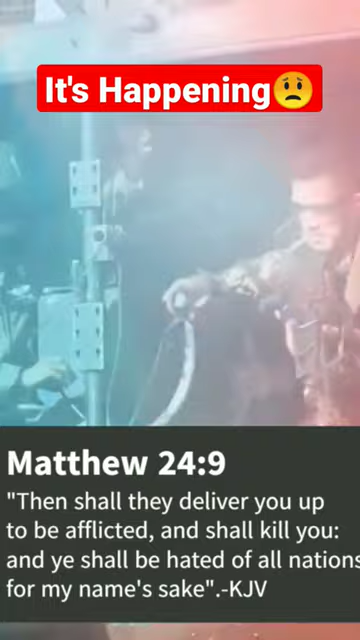 It's Happening😟
Matthew 24:9
"Then shall they deliver you up
to be afflicted, and shall kill you:
and ye shall be hated of all nations
for my name's sake".-KJV